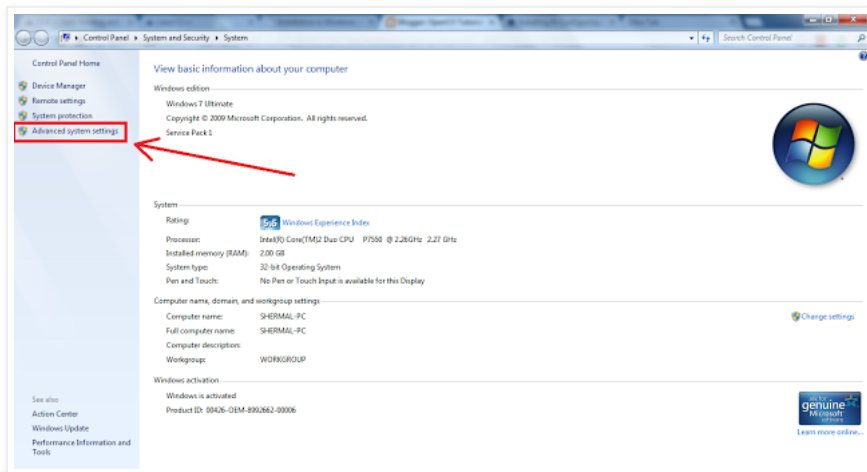 Control Panel ▸ System and Security ▸ System
Search Control Panel
Control Panel Home
Device Manager
Remote settings
System protection
Advanced system settings
View basic information about your computer
Windows edition
Windows 7 Ultimate
Copyright © 2009 Microsoft Corporation. All rights reserved.
Service Pack 1
System
Rating: 5,5 Windows Experience Index
Processor: Intel(R) Core(TM)2 Duo CPU P7550 @ 2.26GHz 2.27 GHz
Installed memory (RAM): 2.00 GB
System type: 32-bit Operating System
Pen and Touch: No Pen or Touch Input is available for this Display
Computer name, domain, and workgroup settings
Computer name: SHERMAL-PC Change settings
Full computer name: SHERMAL-PC
Computer description:
Workgroup: WORKGROUP
Windows activation
Windows is activated
Product ID: 00426-OEM-8992662-00006
ask for
genuine
Microsoft
software
Learn more online...
See also
Action Center
Windows Update
Performance Information and
Tools